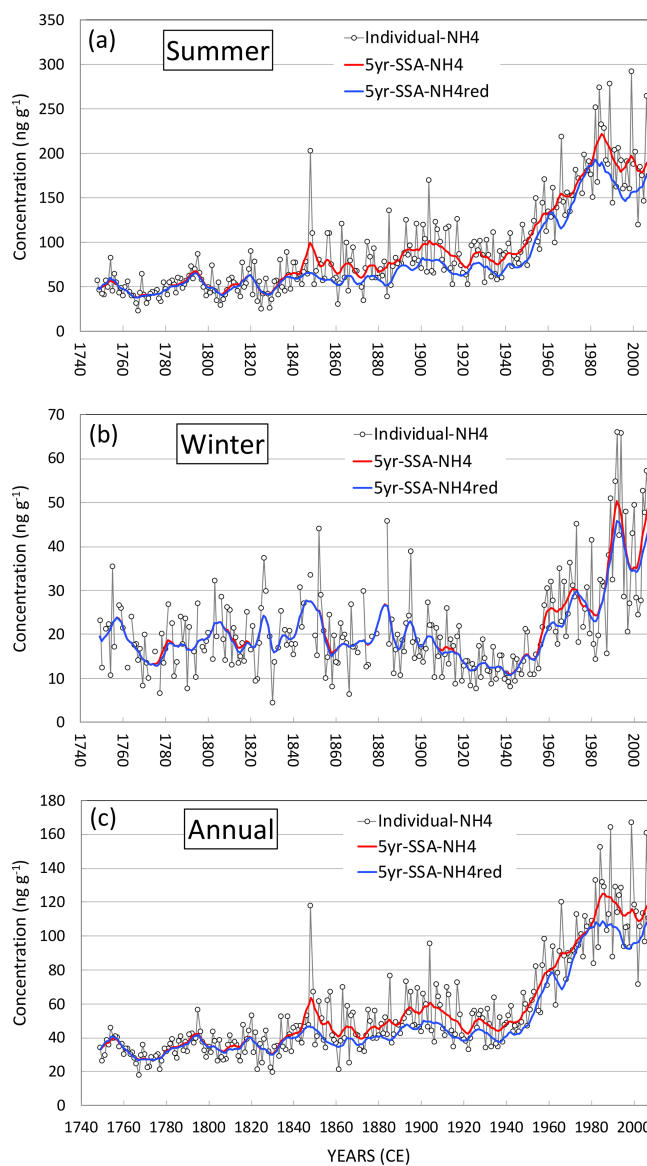 (a)
Summer
Individual-NH4
5yr-SSA-NH4
5yr-SSA-NH4red
Concentration (ng g⁻¹)
350
300
250
200
150
100
50
0
1740 1760 1780 1800 1820 1840 1860 1880 1900 1920 1940 1960 1980 2000
(b)
Winter
Individual-NH4
5yr-SSA-NH4
5yr-SSA-NH4red
Concentration (ng g⁻¹)
70
60
50
40
30
20
10
0
1740 1760 1780 1800 1820 1840 1860 1880 1900 1920 1940 1960 1980 2000
(c)
Annual
Individual-NH4
5yr-SSA-NH4
5yr-SSA-NH4red
Concentration (ng g⁻¹)
180
160
140
120
100
80
60
40
20
0
1740 1760 1780 1800 1820 1840 1860 1880 1900 1920 1940 1960 1980 2000
YEARS (CE)